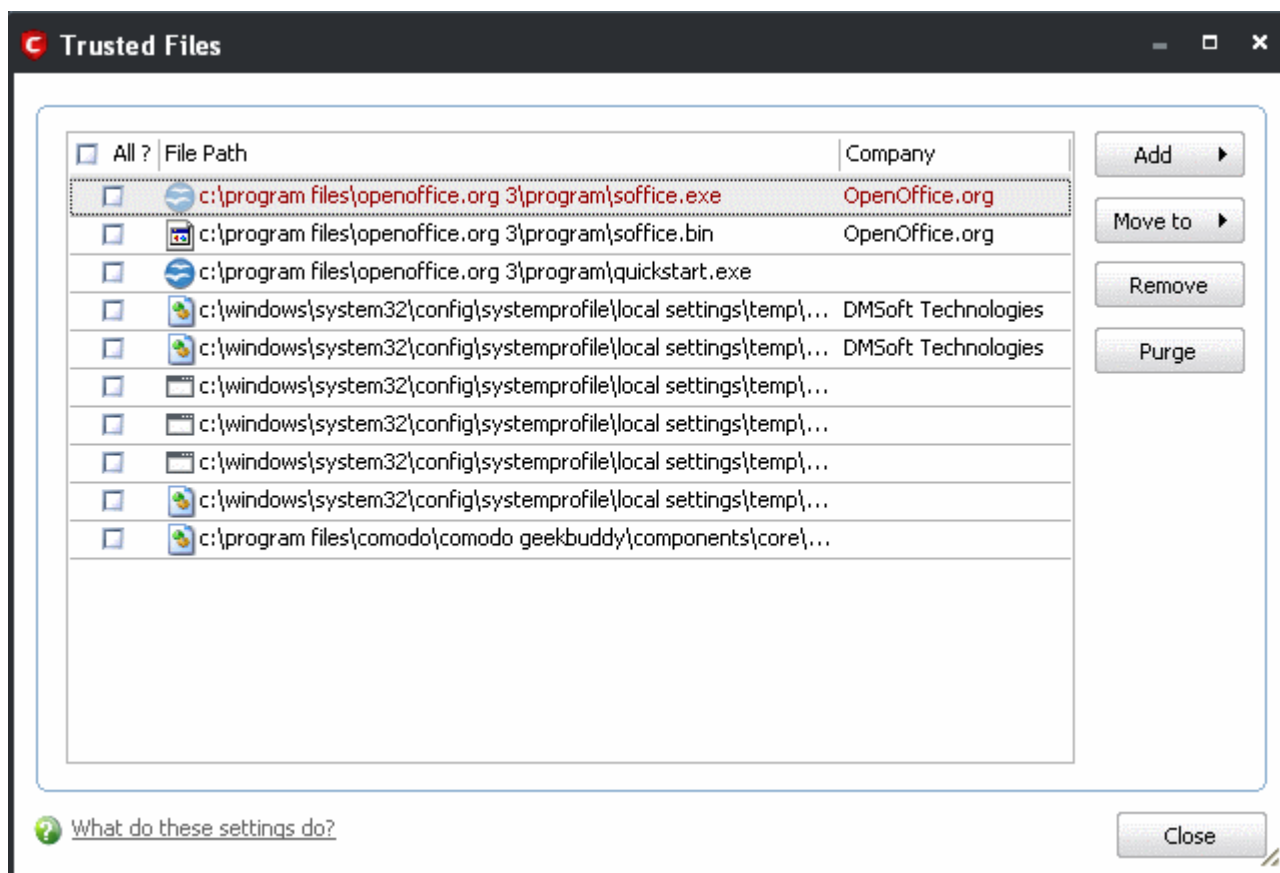 Trusted Files
All ? File Path Company
c:\program files\openoffice.org 3\program\soffice.exe OpenOffice.org
c:\program files\openoffice.org 3\program\soffice.bin OpenOffice.org
c:\program files\openoffice.org 3\program\quickstart.exe
c:\windows\system32\config\systemprofile\local settings\temp\... DMSoft Technologies
c:\windows\system32\config\systemprofile\local settings\temp\... DMSoft Technologies
c:\windows\system32\config\systemprofile\local settings\temp\...
c:\windows\system32\config\systemprofile\local settings\temp\...
c:\windows\system32\config\systemprofile\local settings\temp\...
c:\windows\system32\config\systemprofile\local settings\temp\...
c:\program files\comodo\comodo geekbuddy\components\core\...
Add
Move to
Remove
Purge
What do these settings do?
Close